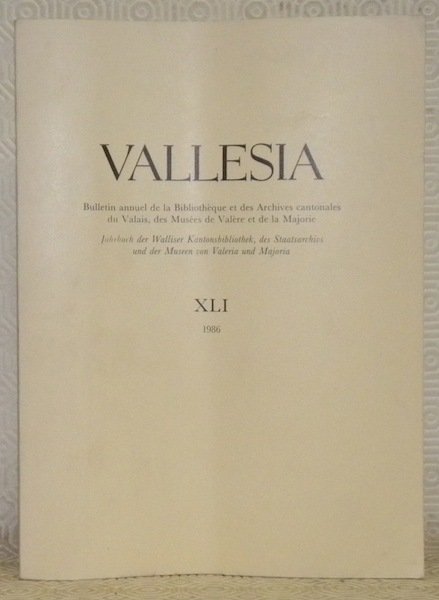 VALLESIA
Bulletin annuel de la Bibliothèque et des Archives cantonales
du Valais, des Musées de Valère et de la Majorie
Jahrbuch der Walliser Kantonsbibliothek, des Staatsarchivs
und der Museen von Valeria und Majoria
XLI
1986